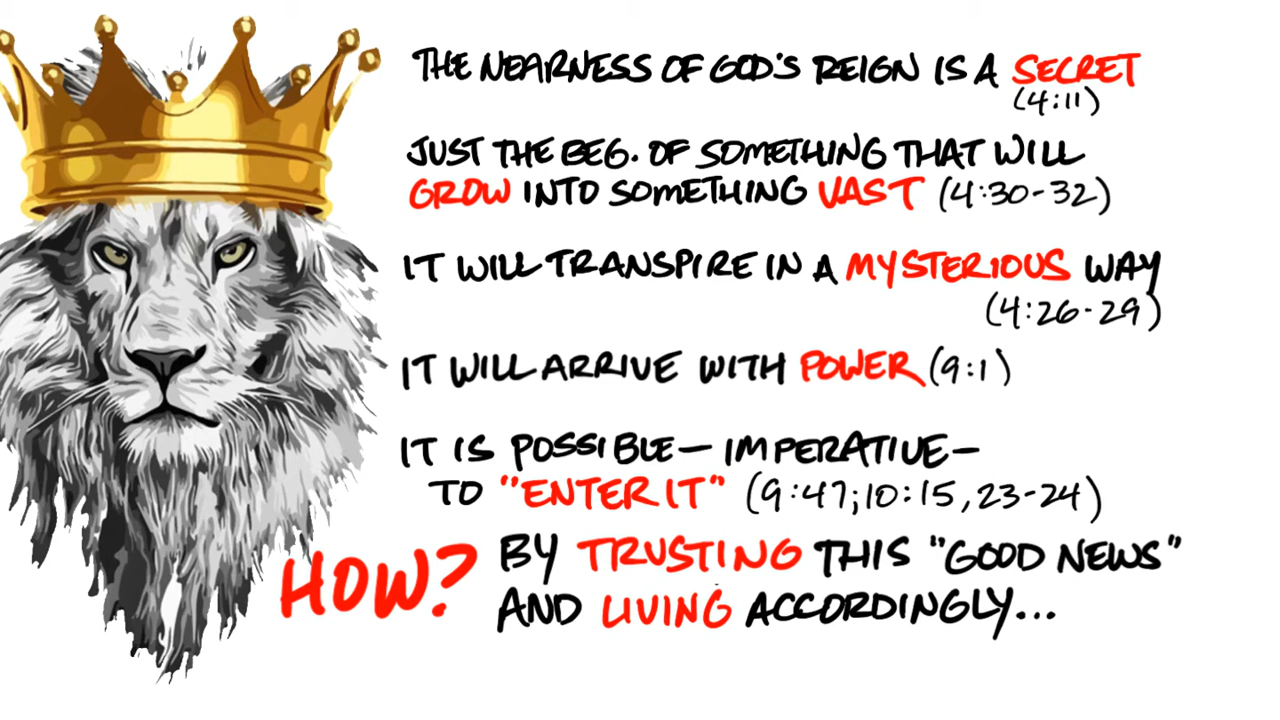 THE NEARNESS OF GOD'S REIGN IS A SECRET
(4:11)
JUST THE BEG. OF SOMETHING THAT WILL
GROW INTO SOMETHING VAST (4:30-32)
IT WILL TRANSPIRE IN A MYSTERIOUS WAY
(4:26-29)
IT WILL ARRIVE WITH POWER (9:1)
IT IS POSSIBLE—IMPERATIVE—
TO "ENTER IT" (9:47;10:15,23-24)
HOW? BY TRUSTING THIS "GOOD NEWS"
AND LIVING ACCORDINGLY...